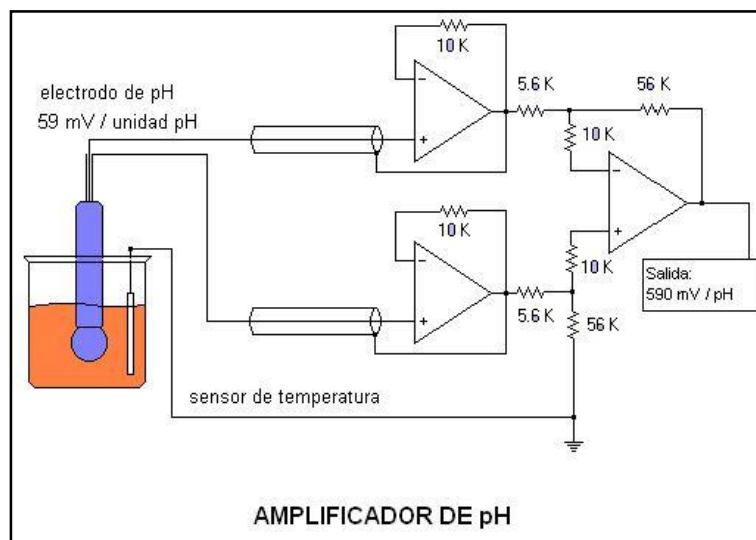 10 K
electrodo de pH
59 mV / unidad pH
5.6 K
56 K
-
+
10 K
-
+
10 K
-
+
10 K
5.6 K
56 K
Salida:
590 mV / pH
sensor de temperatura
AMPLIFICADOR DE pH